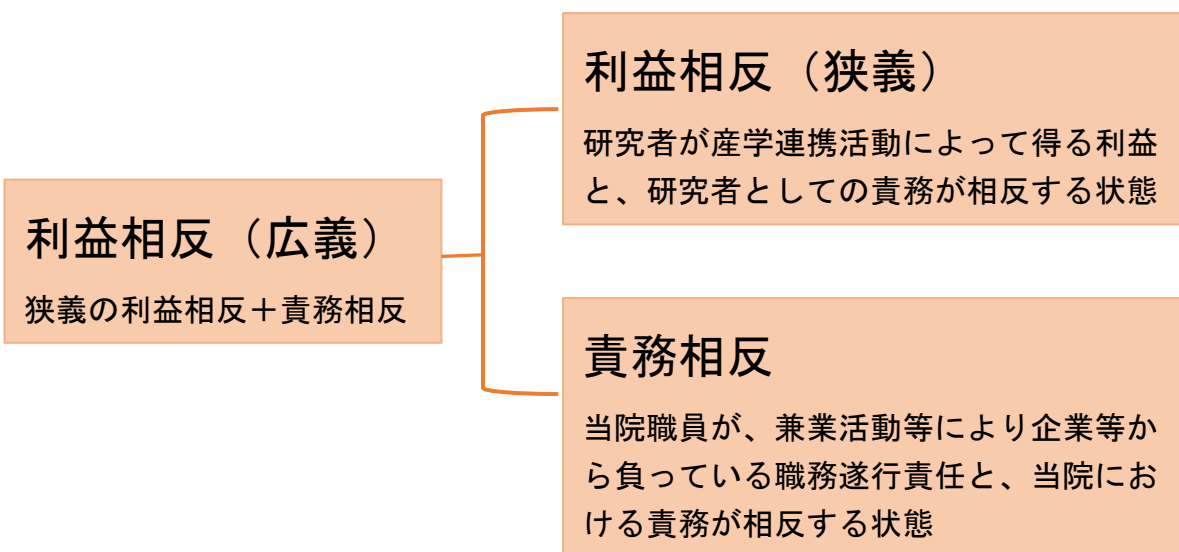 利益相反（広義）
狭義の利益相反＋責務相反
利益相反（狭義）
研究者が産学連携活動によって得る利益
と、研究者としての責務が相反する状態
責務相反
当院職員が、兼業活動等により企業等か
ら負っている職務遂行責任と、当院にお
ける責務が相反する状態